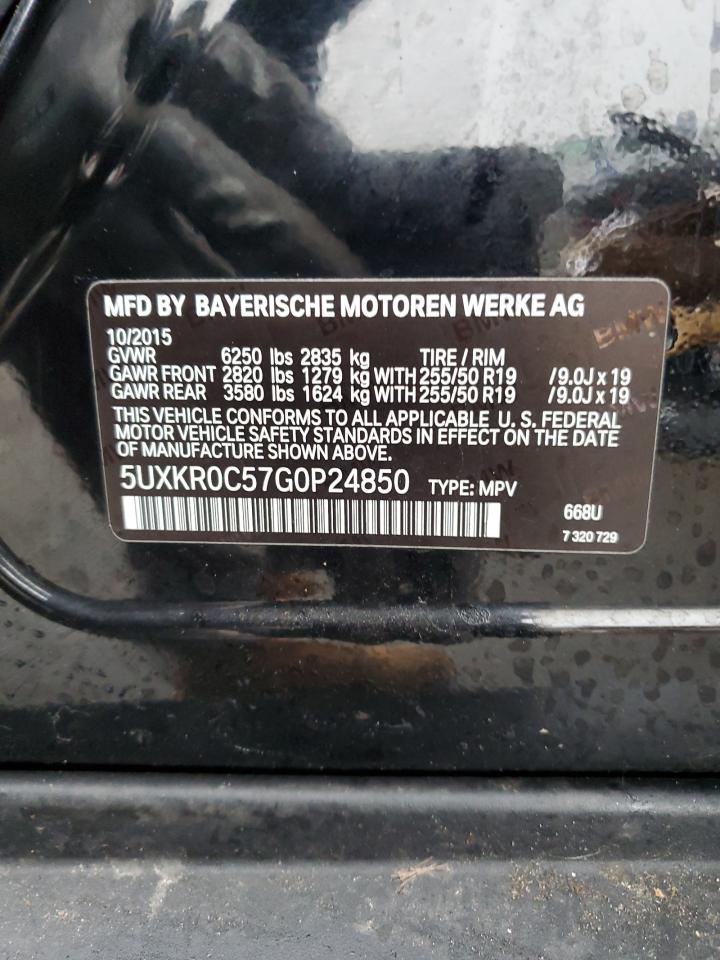 MFD BY BAYERISCHE MOTOREN WERKE AG
10/2015
GVWR 6250 lbs 2835 kg TIRE / RIM
GAWR FRONT 2820 lbs 1279 kg WITH 255/50 R19 /9.0J x 19
GAWR REAR 3580 lbs 1624 kg WITH 255/50 R19 /9.0J x 19
THIS VEHICLE CONFORMS TO ALL APPLICABLE U. S. FEDERAL
MOTOR VEHICLE SAFETY STANDARDS IN EFFECT ON THE DATE
OF MANUFACTURE SHOWN ABOVE.
5UXKR0C57G0P24850 TYPE: MPV
668U
7 320 729
BMW